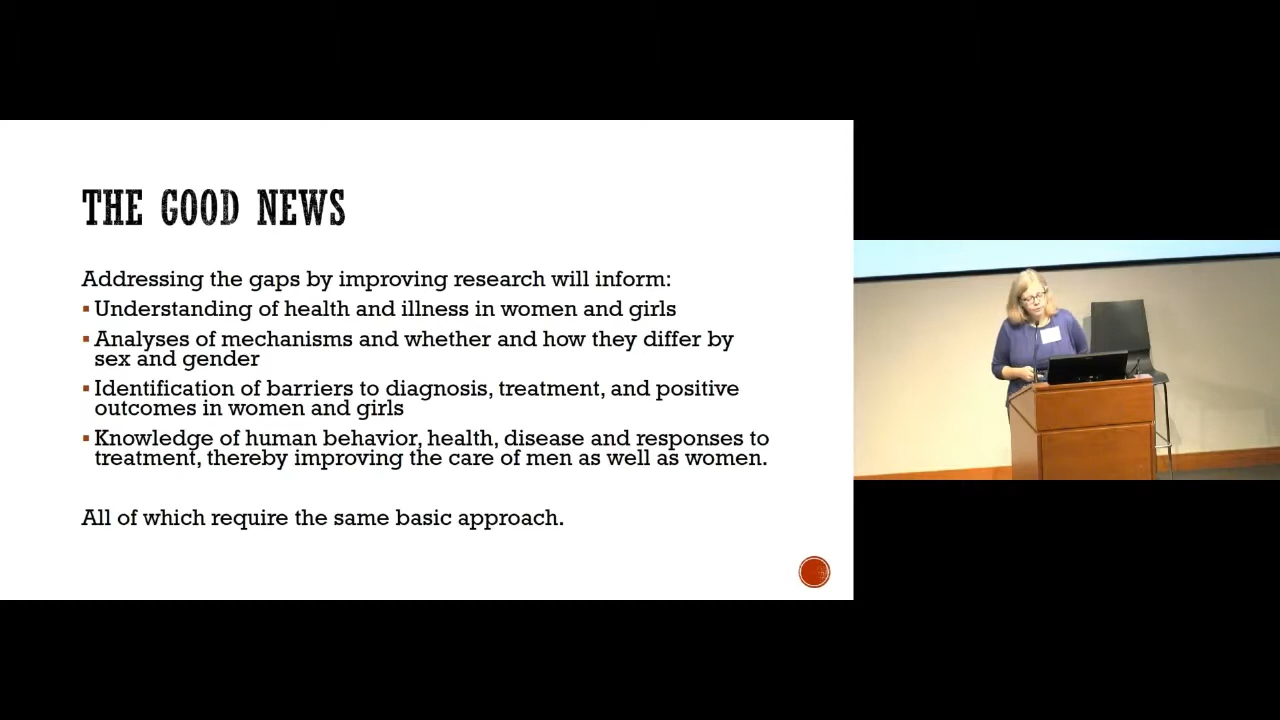 THE GOOD NEWS
Addressing the gaps by improving research will inform:
▪ Understanding of health and illness in women and girls
▪ Analyses of mechanisms and whether and how they differ by
sex and gender
▪ Identification of barriers to diagnosis, treatment, and positive
outcomes in women and girls
▪ Knowledge of human behavior, health, disease and responses to
treatment, thereby improving the care of men as well as women.
All of which require the same basic approach.